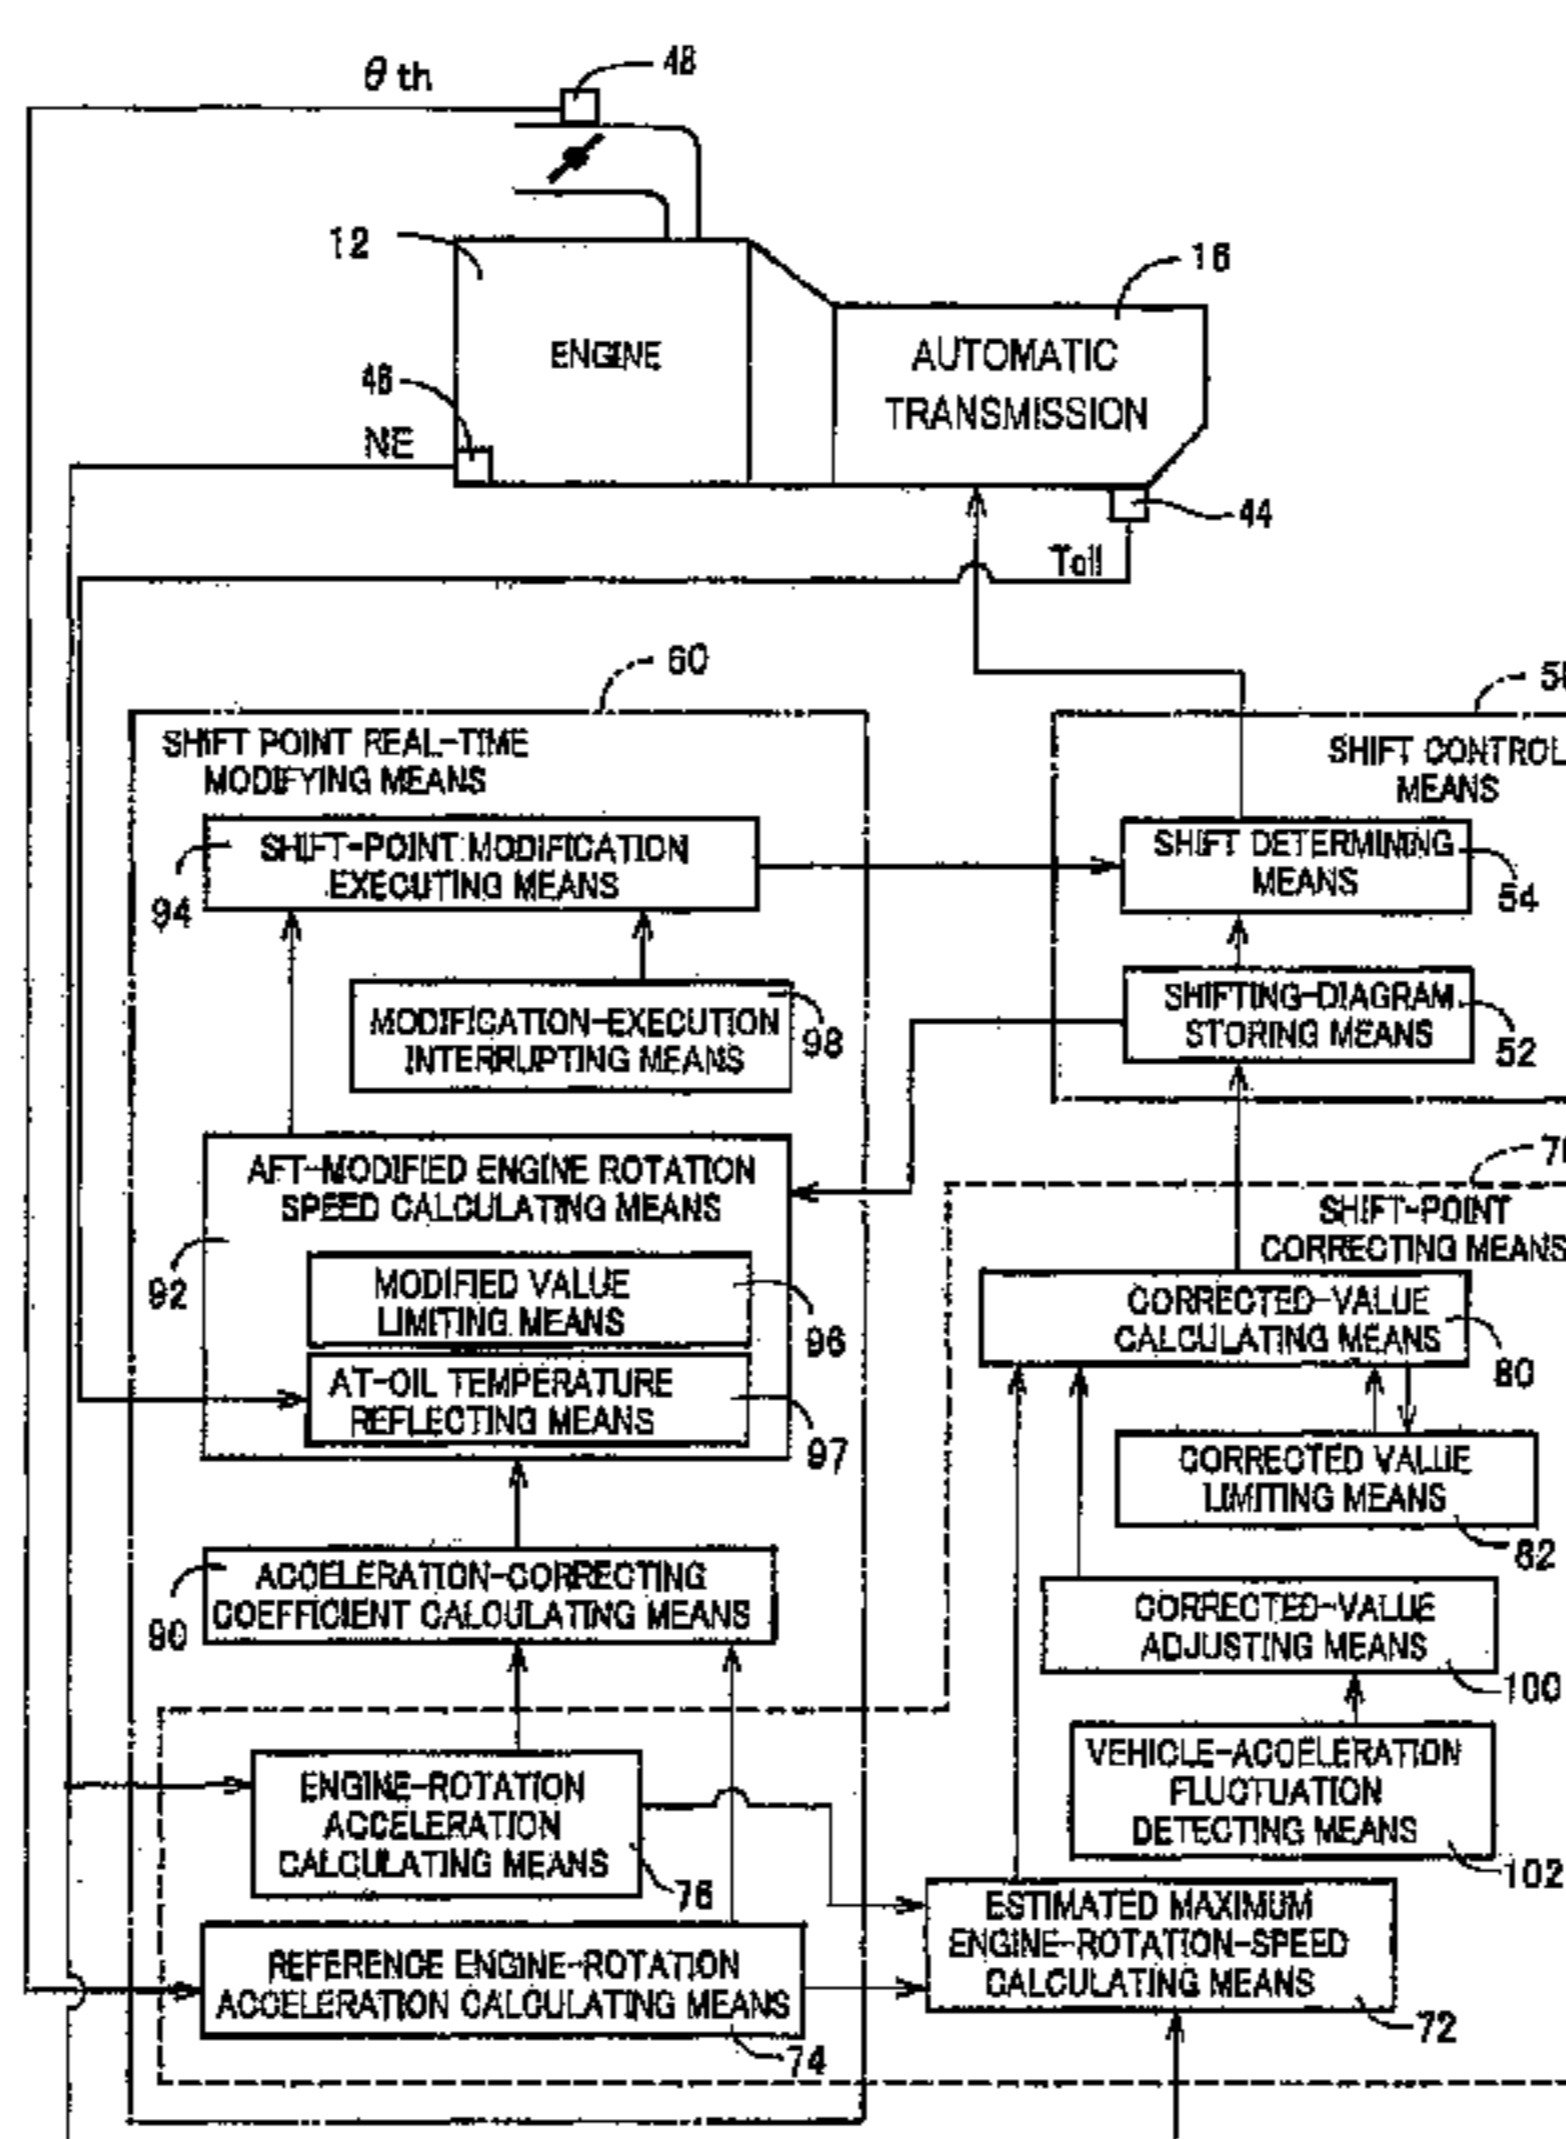 θ th
48
12
16
ENGINE
AUTOMATIC
TRANSMISSION
46
NE
44
Toil
60
SHIFT POINT REAL-TIME
MODIFYING MEANS
SHIFT CONTROL
MEANS
SHIFT-POINT MODIFICATION
EXECUTING MEANS
94
SHIFT DETERMINING
MEANS
54
MODIFICATION-EXECUTION
INTERRUPTING MEANS
98
SHIFTING-DIAGRAM
STORING MEANS
52
AFT-MODIFIED ENGINE ROTATION
SPEED CALCULATING MEANS
92
SHIFT-POINT
CORRECTING MEANS
MODIFIED VALUE
LIMITING MEANS
96
CORRECTED-VALUE
CALCULATING MEANS
80
AT-OIL TEMPERATURE
REFLECTING MEANS
97
CORRECTED VALUE
LIMITING MEANS
82
ACCELERATION-CORRECTING
COEFFICIENT CALCULATING MEANS
90
CORRECTED-VALUE
ADJUSTING MEANS
100
ENGINE-ROTATION
ACCELERATION
CALCULATING MEANS
76
VEHICLE-ACCELERATION
FLUCTUATION
DETECTING MEANS
102
REFERENCE ENGINE-ROTATION
ACCELERATION CALCULATING MEANS
74
ESTIMATED MAXIMUM
ENGINE-ROTATION-SPEED
CALCULATING MEANS
72